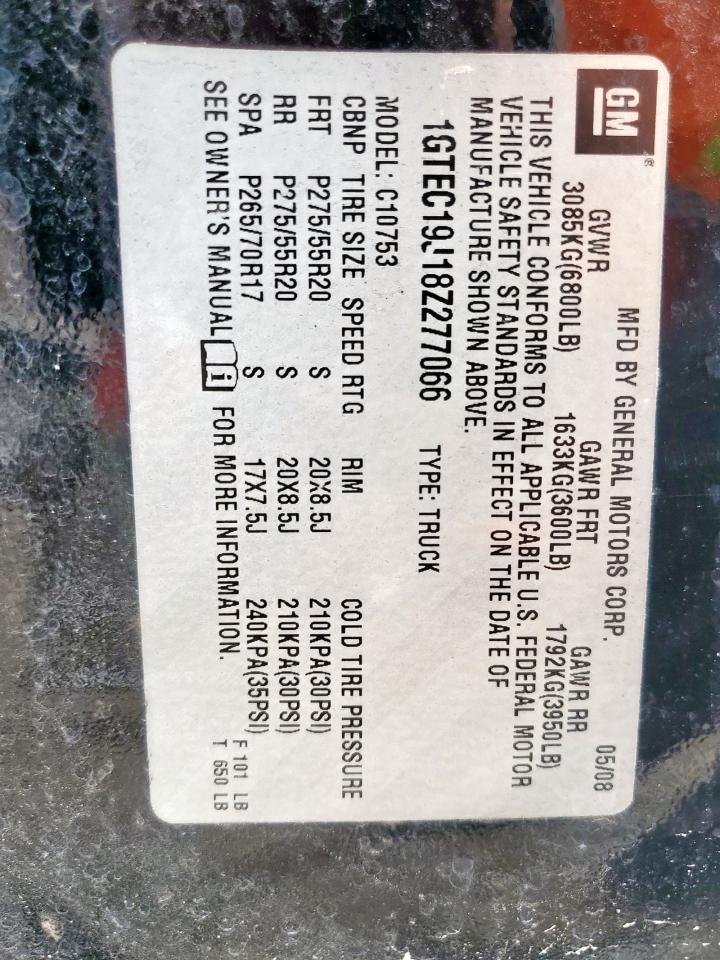 GM®
MFD BY GENERAL MOTORS CORP. 05/08
GVWR GAWR FRT GAWR RR
3085KG(6800LB) 1633KG(3600LB) 1792KG(3950LB)
THIS VEHICLE CONFORMS TO ALL APPLICABLE U.S. FEDERAL MOTOR
VEHICLE SAFETY STANDARDS IN EFFECT ON THE DATE OF
MANUFACTURE SHOWN ABOVE.
1GTEC19J18Z277066 TYPE: TRUCK
MODEL: C10753
CBNP TIRE SIZE SPEED RTG RIM COLD TIRE PRESSURE
FRT P275/55R20 S 20X8.5J 210KPA(30PSI)
RR P275/55R20 S 20X8.5J 210KPA(30PSI)
SPA P265/70R17 S 17X7.5J 240KPA(35PSI)
SEE OWNER'S MANUAL i FOR MORE INFORMATION.
F 101 LB
T 650 LB